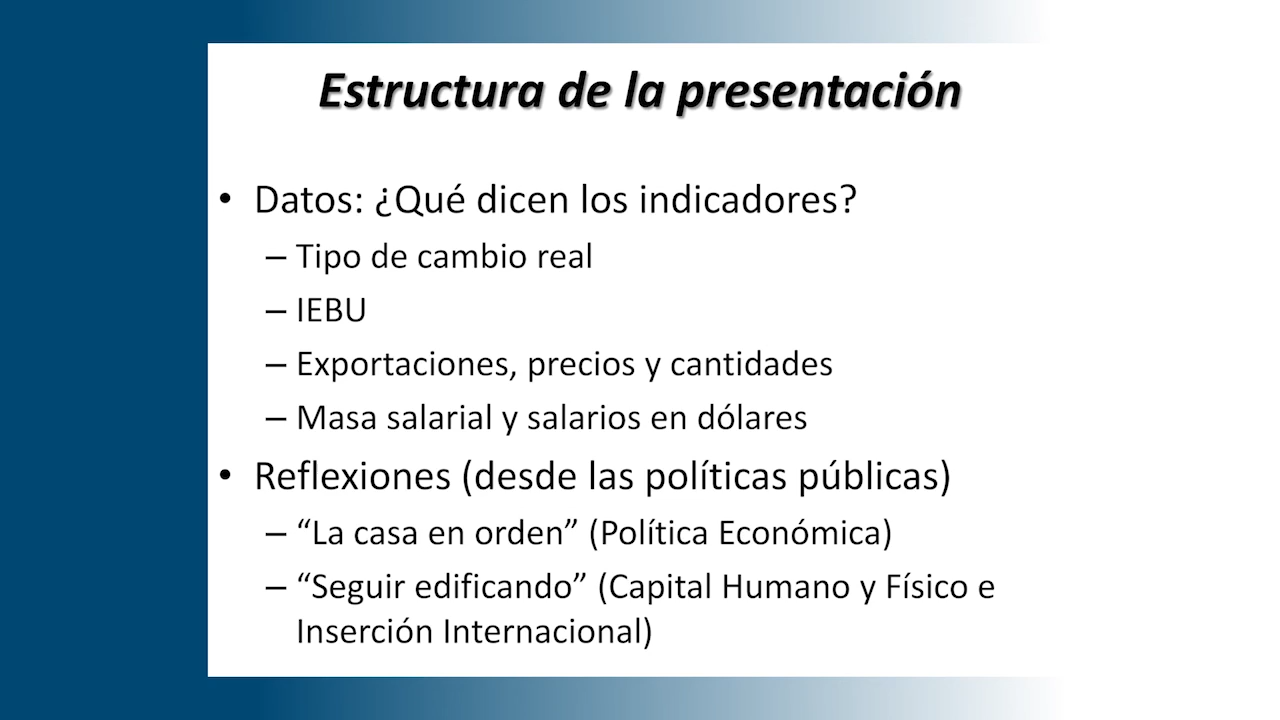 Estructura de la presentación
• Datos: ¿Qué dicen los indicadores?
– Tipo de cambio real
– IEBU
– Exportaciones, precios y cantidades
– Masa salarial y salarios en dólares
• Reflexiones (desde las políticas públicas)
– “La casa en orden” (Política Económica)
– “Seguir edificando” (Capital Humano y Físico e
Inserción Internacional)